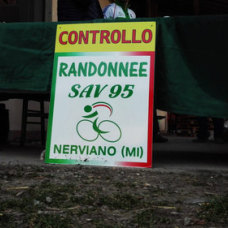 CONTROLLO
RANDONNEE
SAV 95
NERVIANO (MI)